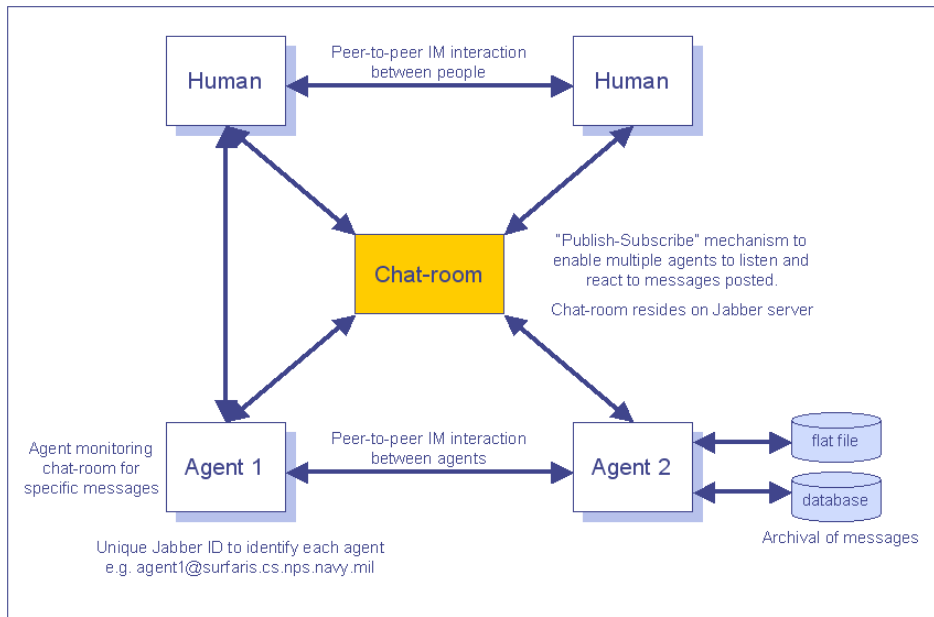 Peer-to-peer IM interaction
between people
Human
Human
"Publish-Subscribe" mechanism to
enable multiple agents to listen and
react to messages posted.
Chat-room resides on Jabber server
Chat-room
Agent monitoring
chat-room for
specific messages
Agent 1
Peer-to-peer IM interaction
between agents
Agent 2
flat file
database
Archival of messages
Unique Jabber ID to identify each agent
e.g. agent1@surfaris.cs.nps.navy.mil